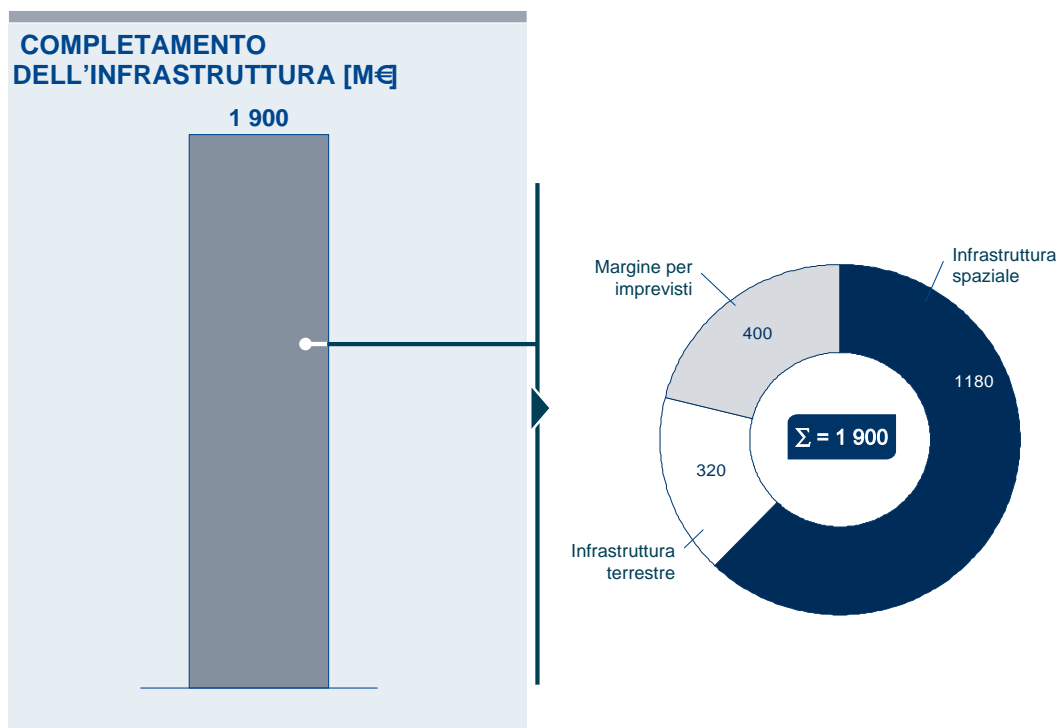 COMPLETAMENTO
DELL'INFRASTRUTTURA [M€]
1 900
Infrastruttura
spaziale
Margine per
imprevisti
400
1180
Σ = 1 900
320
Infrastruttura
terrestre